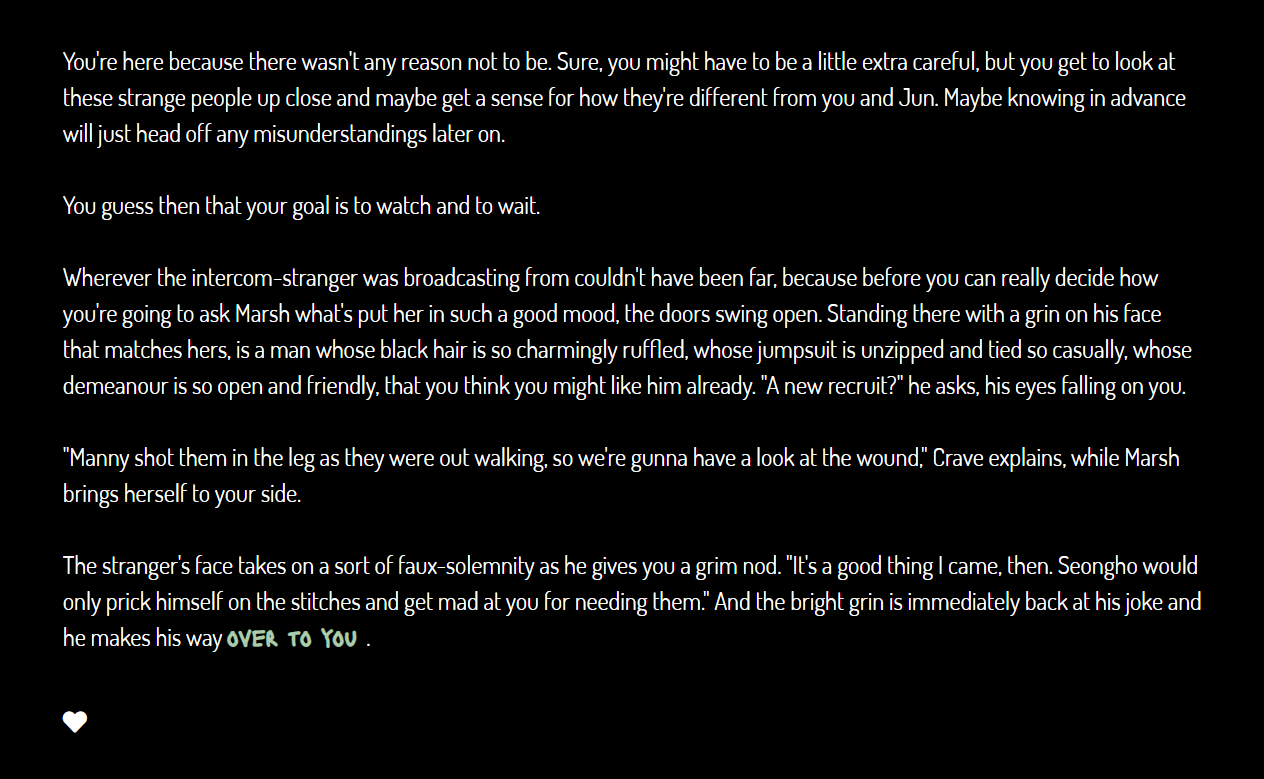 You're here because there wasn't any reason not to be. Sure, you might have to be a little extra careful, but you get to look at
these strange people up close and maybe get a sense for how they're different from you and Jun. Maybe knowing in advance
will just head off any misunderstandings later on.
You guess then that your goal is to watch and to wait.
Wherever the intercom-stranger was broadcasting from couldn't have been far, because before you can really decide how
you're going to ask Marsh what's put her in such a good mood, the doors swing open. Standing there with a grin on his face
that matches hers, is a man whose black hair is so charmingly ruffled, whose jumpsuit is unzipped and tied so casually, whose
demeanour is so open and friendly, that you think you might like him already. "A new recruit?" he asks, his eyes falling on you.
"Manny shot them in the leg as they were out walking, so we're gunna have a look at the wound," Crave explains, while Marsh
brings herself to your side.
The stranger's face takes on a sort of faux-solemnity as he gives you a grim nod. "It's a good thing I came, then. Seongho would
only prick himself on the stitches and get mad at you for needing them." And the bright grin is immediately back at his joke and
he makes his way OVER TO YOU .